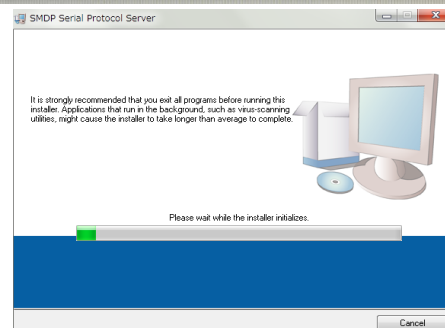 SMDP Serial Protocol Server
It is strongly recommended that you exit all programs before running this
installer. Applications that run in the background, such as virus-scanning
utilities, might cause the installer to take longer than average to complete.
Please wait while the installer initializes.
Cancel